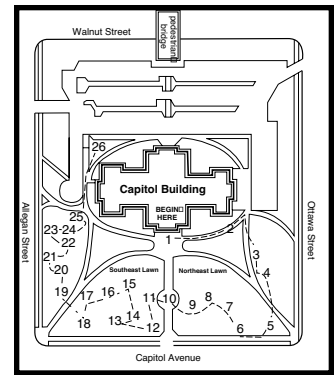 Walnut Street
pedestrian
bridge
26
Capitol Building
BEGIN
HERE
Allegan Street
Ottawa Street
25
23
24
22
21
20
19
1
2
3
4
Southeast Lawn
Northeast Lawn
18
17
16
15
14
13
12
11
10
9
8
7
6
5
Capitol Avenue